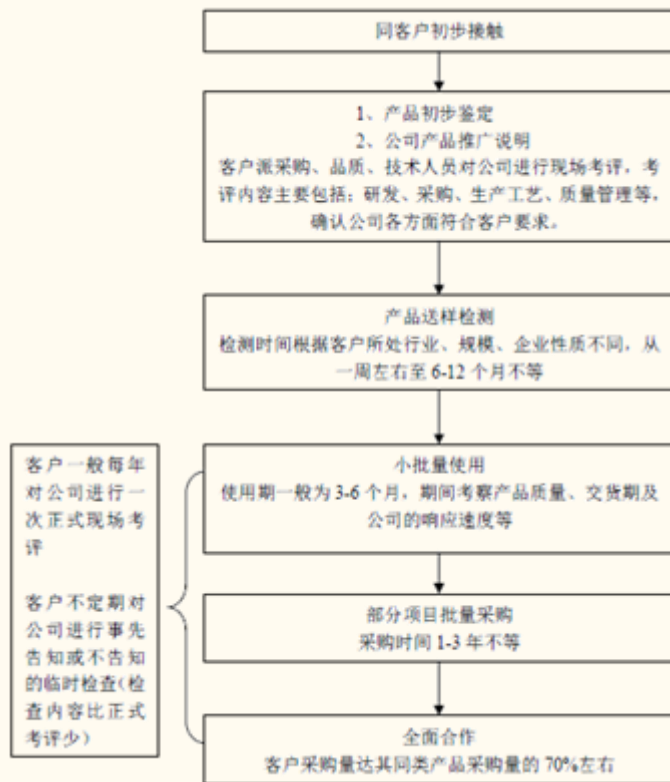 同客户初步接触
1、产品初步鉴定
2、公司产品推广说明
客户派采购、品质、技术人员对公司进行现场考评，考
评内容主要包括：研发、采购、生产工艺、质量管理等，
确认公司各方面符合客户要求。
产品送样检测
检测时间根据客户所处行业、规模、企业性质不同，从
一周左右至 6-12 个月不等
客户一般每年
对公司进行一
次正式现场考
评
客户不定期对
公司进行事先
告知或不告知
的临时检查（检
查内容比正式
考评少）
小批量使用
使用期一般为 3-6 个月，期间考察产品质量、交货期及
公司的响应速度等
部分项目批量采购
采购时间 1-3 年不等
全面合作
客户采购量达其同类产品采购量的 70%左右